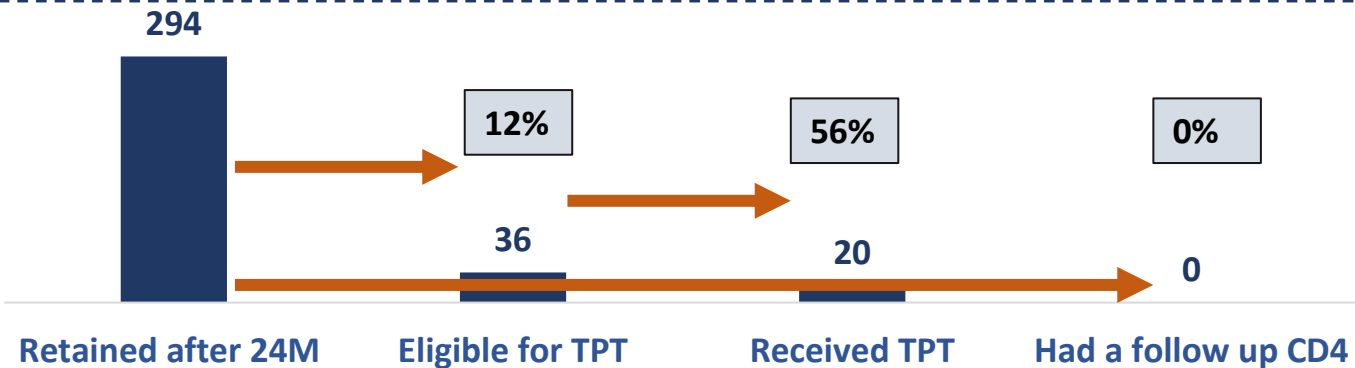 294
12%
56%
0%
36
20
0
Retained after 24M
Eligible for TPT
Received TPT
Had a follow up CD4